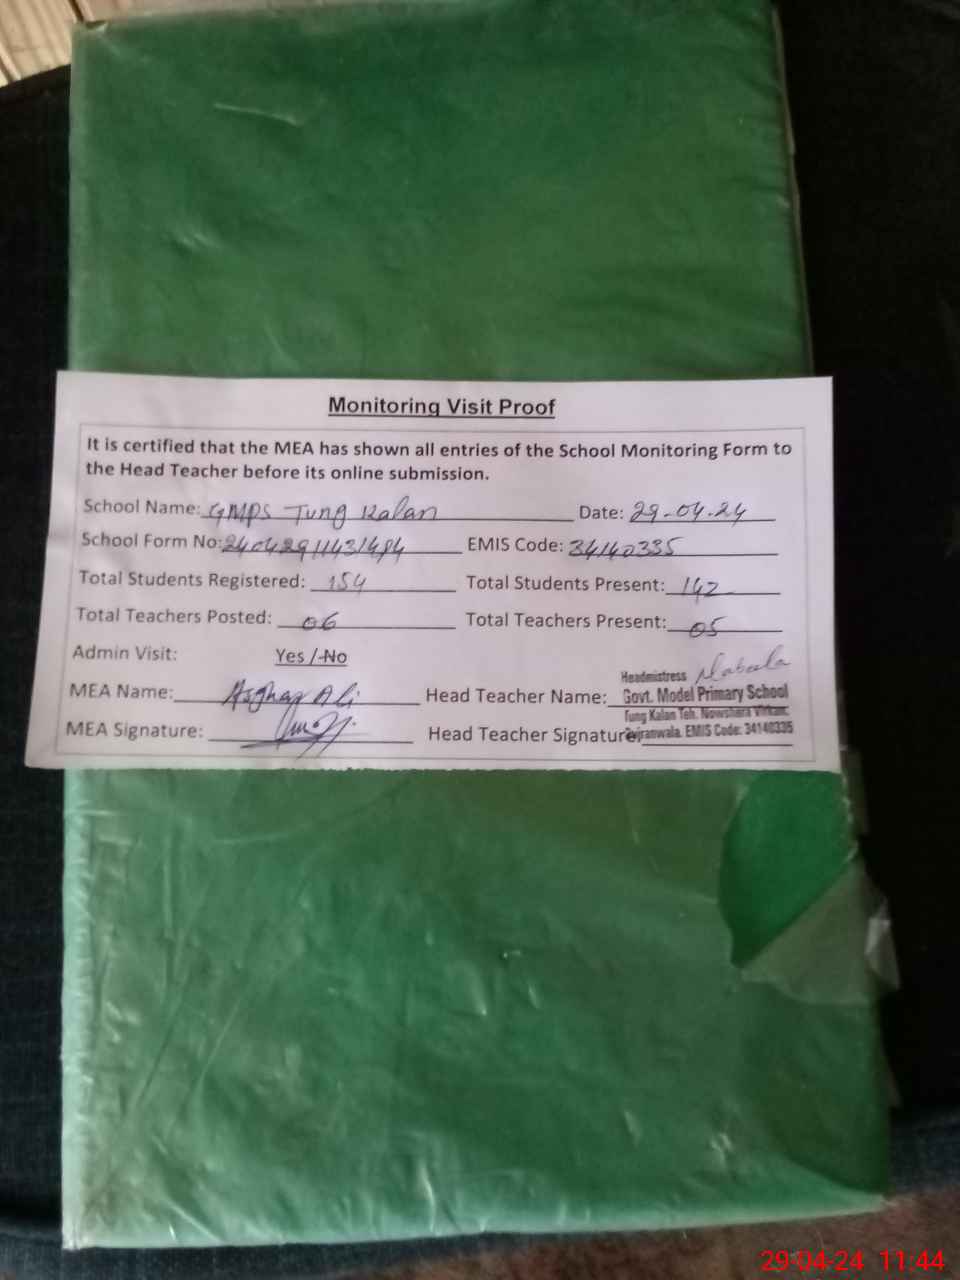 Monitoring Visit Proof
It is certified that the MEA has shown all entries of the School Monitoring Form to
the Head Teacher before its online submission.
School Name: GMPS Tung Kalan Date: 29-04-24
School Form No: EMIS Code: 34140335
Total Students Registered: 154 Total Students Present: 142
Total Teachers Posted: 06 Total Teachers Present: 05
Admin Visit: Yes / No
MEA Name: Asghar Ali Head Teacher Name:
Headmistress
Govt. Model Primary School
Tung Kalan Teh. Nowshera Virkan.
Gujranwala. EMIS Code: 34140335
MEA Signature: Head Teacher Signature:
29-04-24 11:44